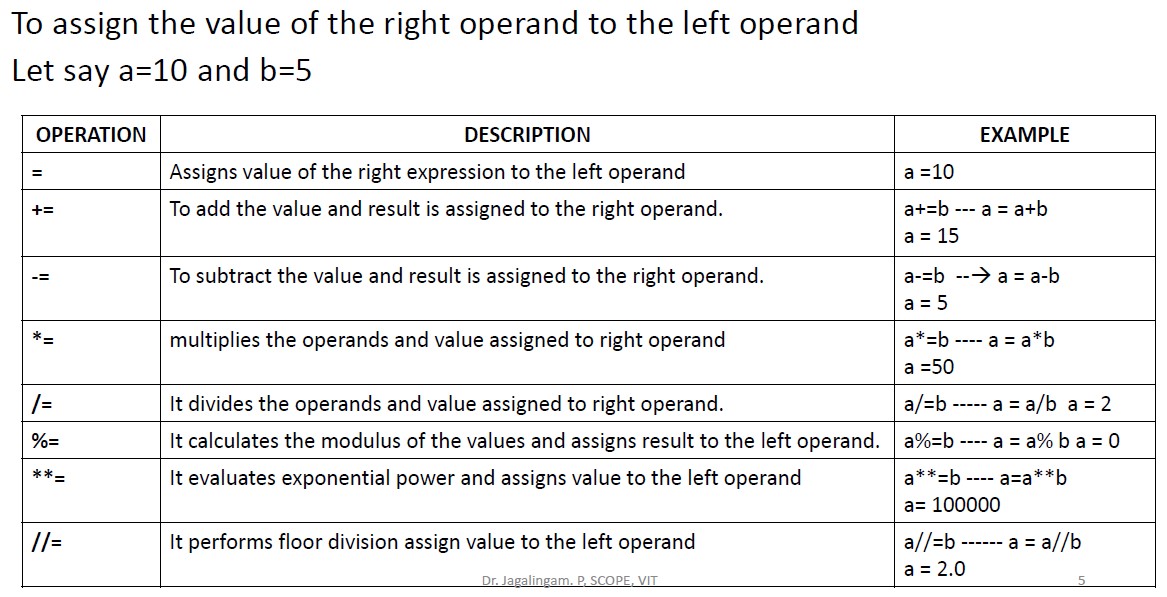 To assign the value of the right operand to the left operand
Let say a=10 and b=5
OPERATION DESCRIPTION EXAMPLE
= Assigns value of the right expression to the left operand a =10
+= To add the value and result is assigned to the right operand. a+=b --- a = a+b
a = 15
-= To subtract the value and result is assigned to the right operand. a-=b --→ a = a-b
a = 5
*= multiplies the operands and value assigned to right operand a*=b ---- a = a*b
a =50
/= It divides the operands and value assigned to right operand. a/=b ----- a = a/b a = 2
%= It calculates the modulus of the values and assigns result to the left operand. a%=b ---- a = a% b a = 0
**= It evaluates exponential power and assigns value to the left operand a**=b ---- a=a**b
a= 100000
//= It performs floor division assign value to the left operand a//=b ------ a = a//b
a = 2.0
Dr. Jagalingam. P, SCOPE, VIT 5